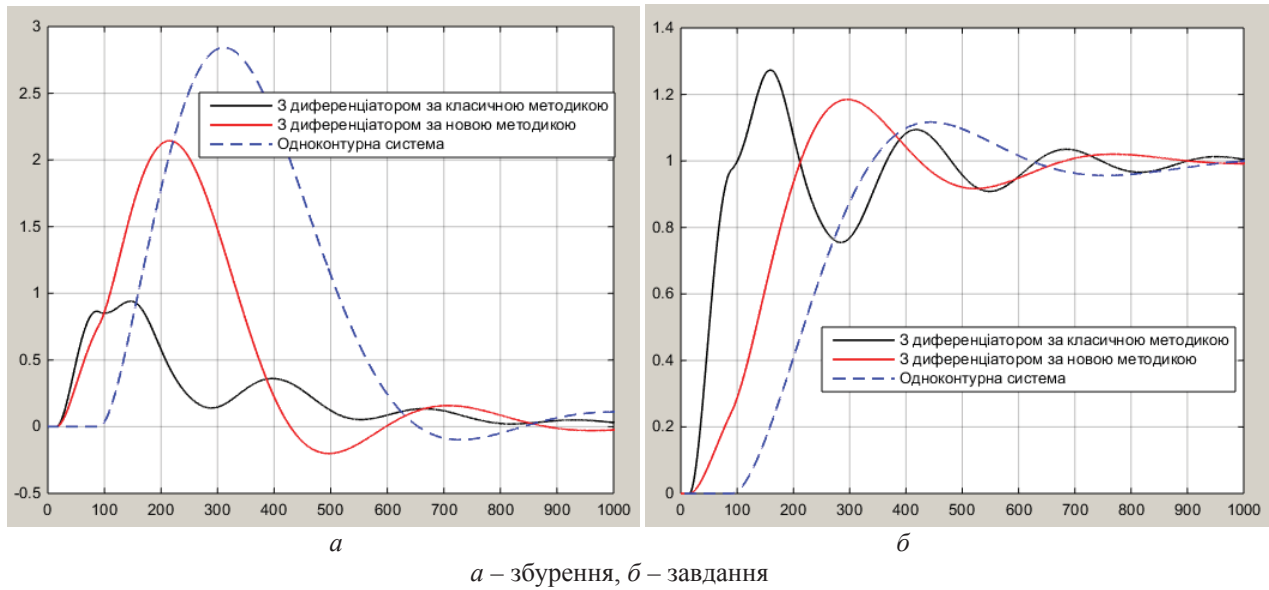 3
2.5
2
1.5
1
0.5
0
-0.5
0 100 200 300 400 500 600 700 800 900 1000
З диференціатором за класичною методикою
З диференціатором за новою методикою
Одноконтурна система
1.4
1.2
1
0.8
0.6
0.4
0.2
0
0 100 200 300 400 500 600 700 800 900 1000
З диференціатором за класичною методикою
З диференціатором за новою методикою
Одноконтурна система
а
б
а – збурення, б – завдання